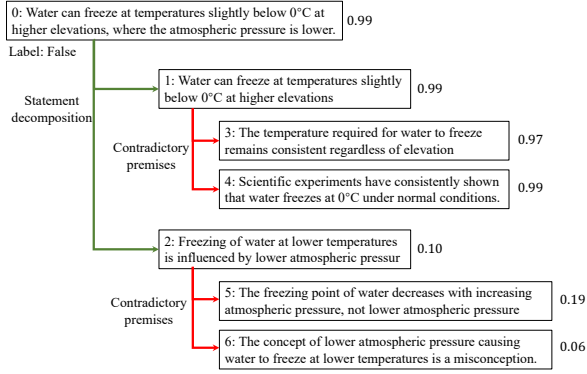 0: Water can freeze at temperatures slightly below 0°C at
higher elevations, where the atmospheric pressure is lower.
0.99
Label: False
Statement
decomposition
1: Water can freeze at temperatures slightly
below 0°C at higher elevations
0.99
Contradictory
premises
3: The temperature required for water to freeze
remains consistent regardless of elevation
0.97
4: Scientific experiments have consistently shown
that water freezes at 0°C under normal conditions.
0.99
2: Freezing of water at lower temperatures
is influenced by lower atmospheric pressur
0.10
Contradictory
premises
5: The freezing point of water decreases with increasing
atmospheric pressure, not lower atmospheric pressure
0.19
6: The concept of lower atmospheric pressure causing
water to freeze at lower temperatures is a misconception.
0.06